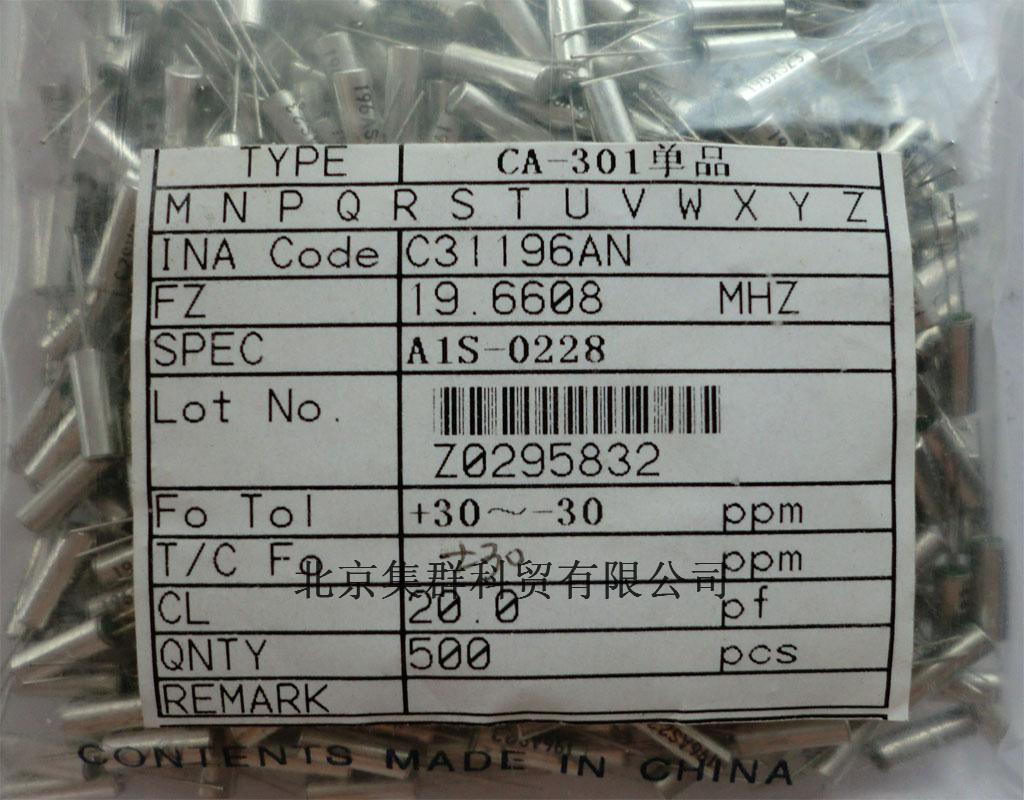 TYPE CA-301单品
M N P Q R S T U V W X Y Z
INA Code C31196AN
FZ 19.6608 MHZ
SPEC A1S-0228
Lot No.
Z0295832
Fo Tol +30～-30 ppm
T/C Fo ±30 ppm
北京集群科贸有限公司
CL 20.0 pf
QNTY 500 pcs
REMARK
CONTENTS MADE IN CHINA